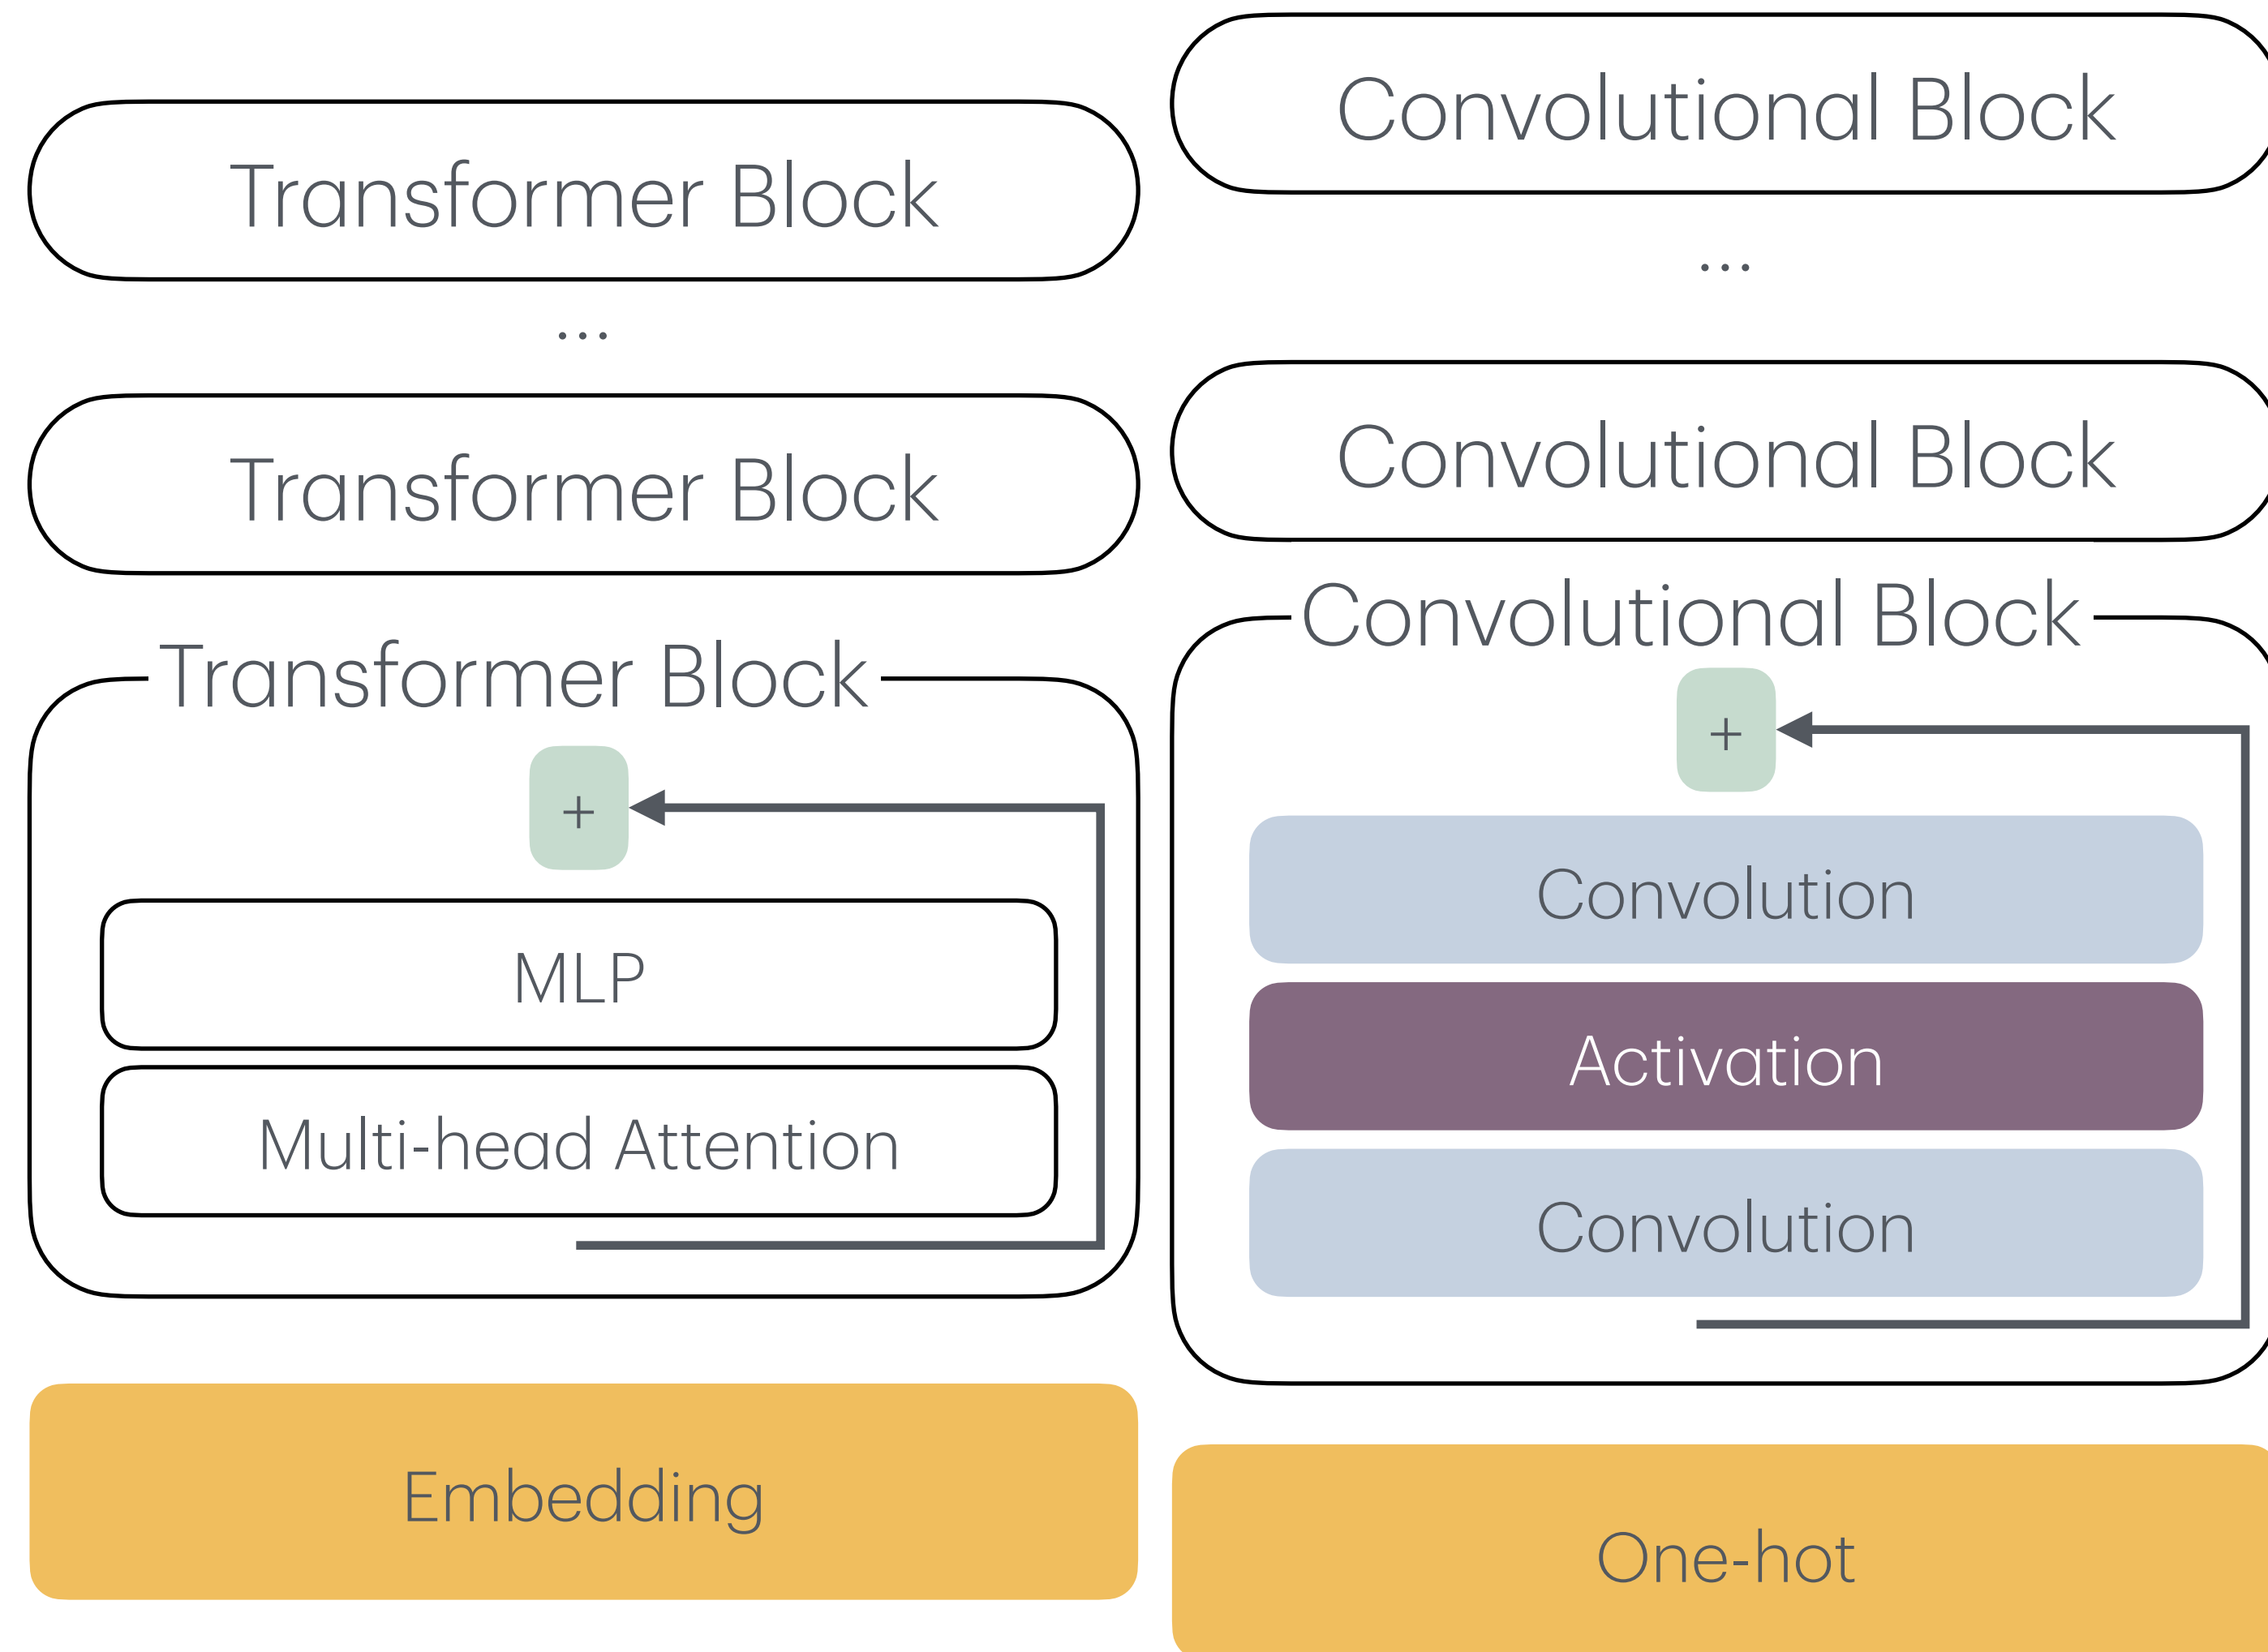 Transformer Block
...
Transformer Block
Transformer Block
+
MLP
Multi-head Attention
Embedding
Convolutional Block
...
Convolutional Block
Convolutional Block
+
Convolution
Activation
Convolution
One-hot